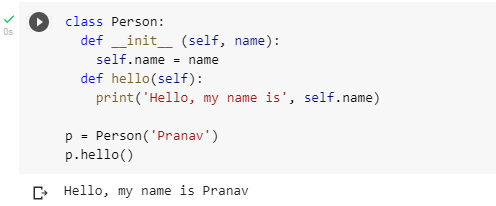 0s
class Person:
  def __init__ (self, name):
    self.name = name
  def hello(self):
    print('Hello, my name is', self.name)

p = Person('Pranav')
p.hello()
Hello, my name is Pranav